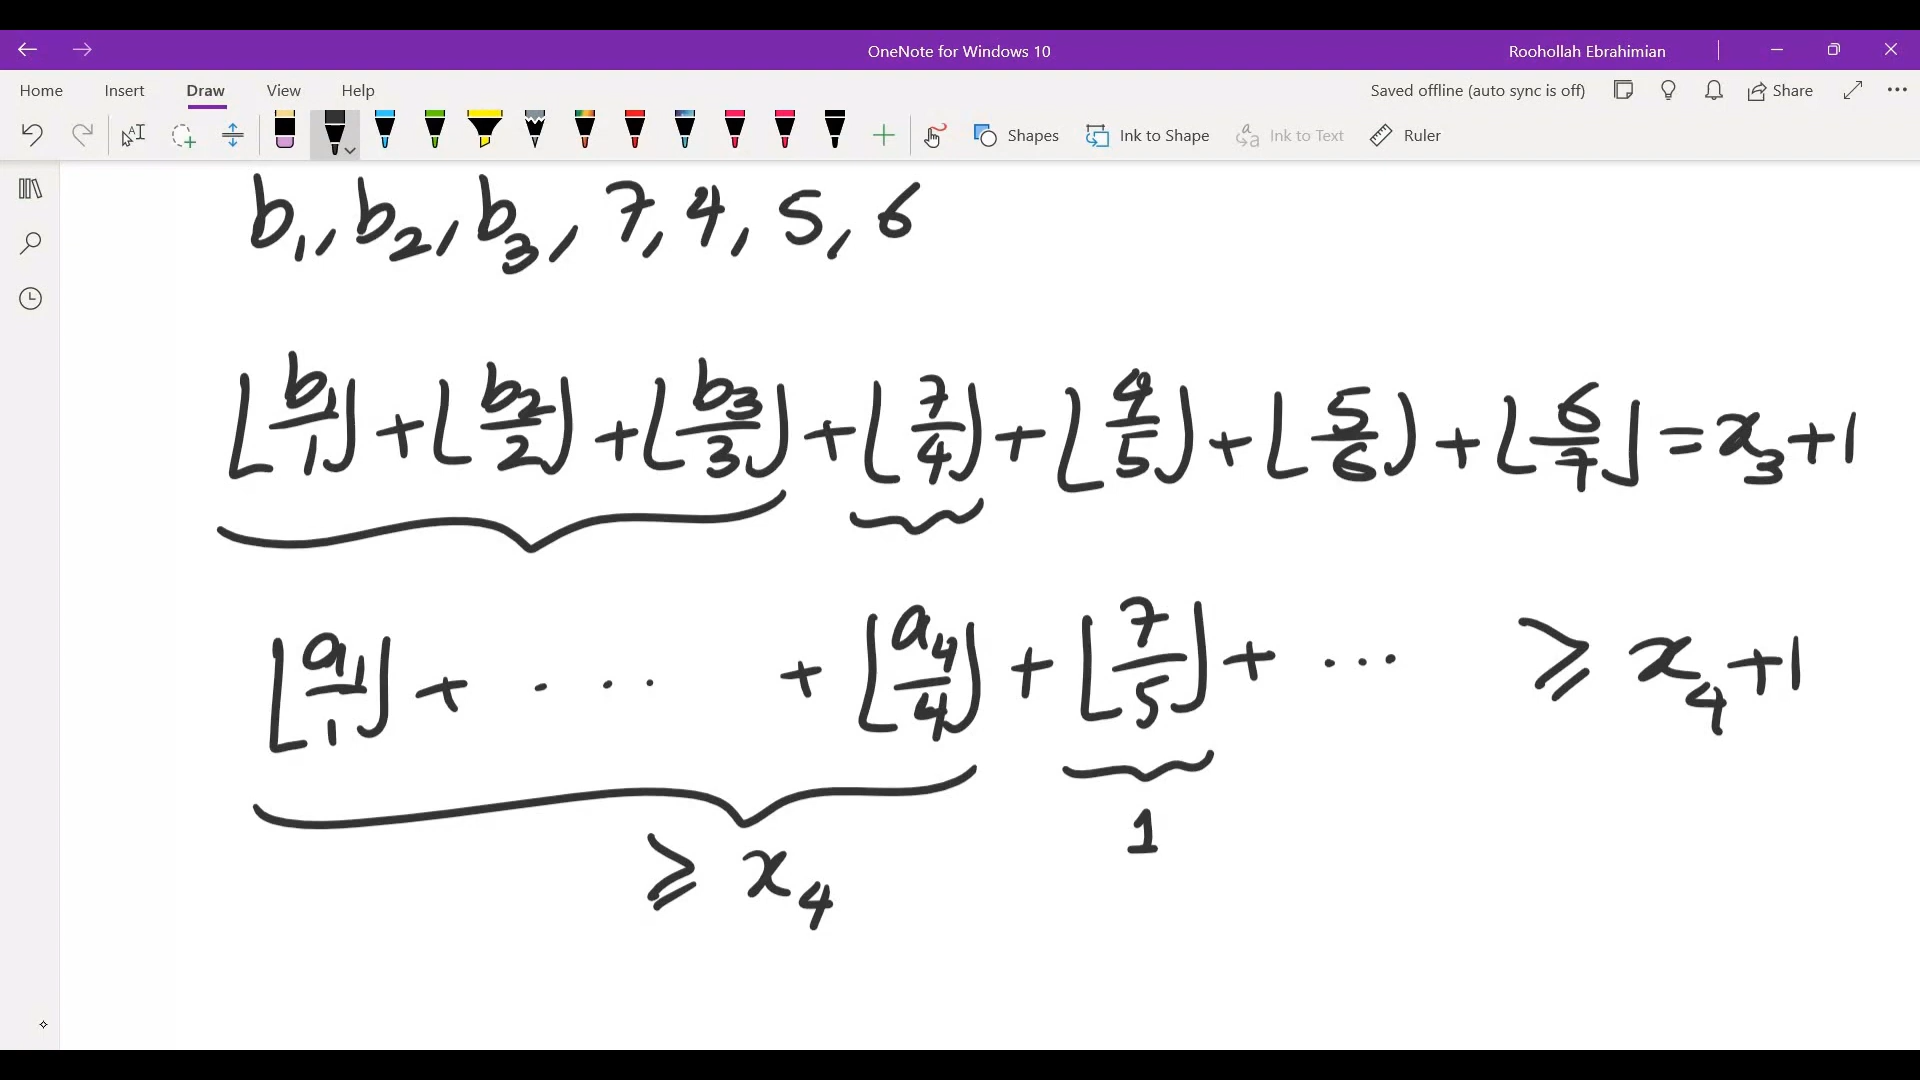 OneNote for Windows 10
Roohollah Ebrahimian
Home Insert Draw View Help
Saved offline (auto sync is off) Share
Shapes Ink to Shape Ink to Text Ruler
b₁, b₂, b₃, 7, 4, 5, 6
⌊b₁/1⌋ + ⌊b₂/2⌋ + ⌊b₃/3⌋ + ⌊7/4⌋ + ⌊4/5⌋ + ⌊5/6⌋ + ⌊6/7⌋ = x₃ + 1
⌊a₁/1⌋ + ... + ⌊a₄/4⌋ + ⌊7/5⌋ + ... ⩾ x₄ + 1
1
⩾ x₄